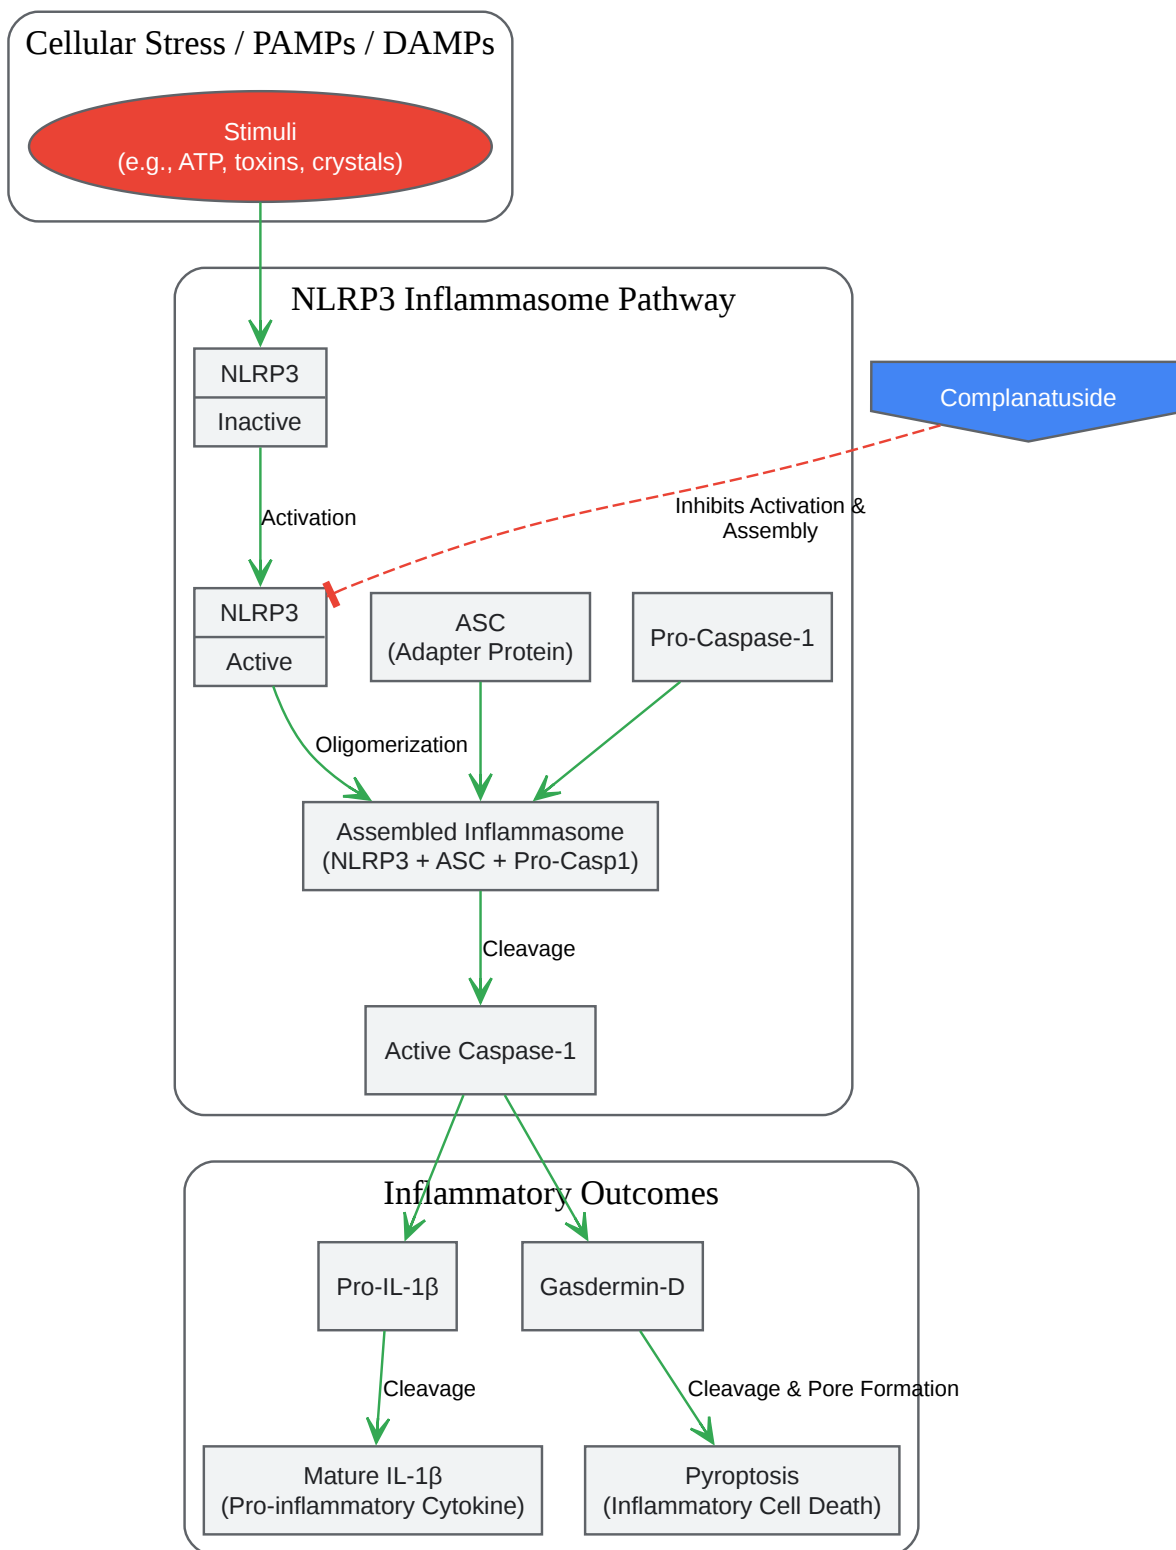 Cellular Stress / PAMPs / DAMPs
Stimuli
(e.g., ATP, toxins, crystals)
NLRP3 Inflammasome Pathway
NLRP3
Inactive
Complanatuside
Activation
Inhibits Activation &
Assembly
NLRP3
Active
ASC
(Adapter Protein)
Pro-Caspase-1
Oligomerization
Assembled Inflammasome
(NLRP3 + ASC + Pro-Casp1)
Cleavage
Active Caspase-1
Inflammatory Outcomes
Pro-IL-1β
Gasdermin-D
Cleavage
Cleavage & Pore Formation
Mature IL-1β
(Pro-inflammatory Cytokine)
Pyroptosis
(Inflammatory Cell Death)